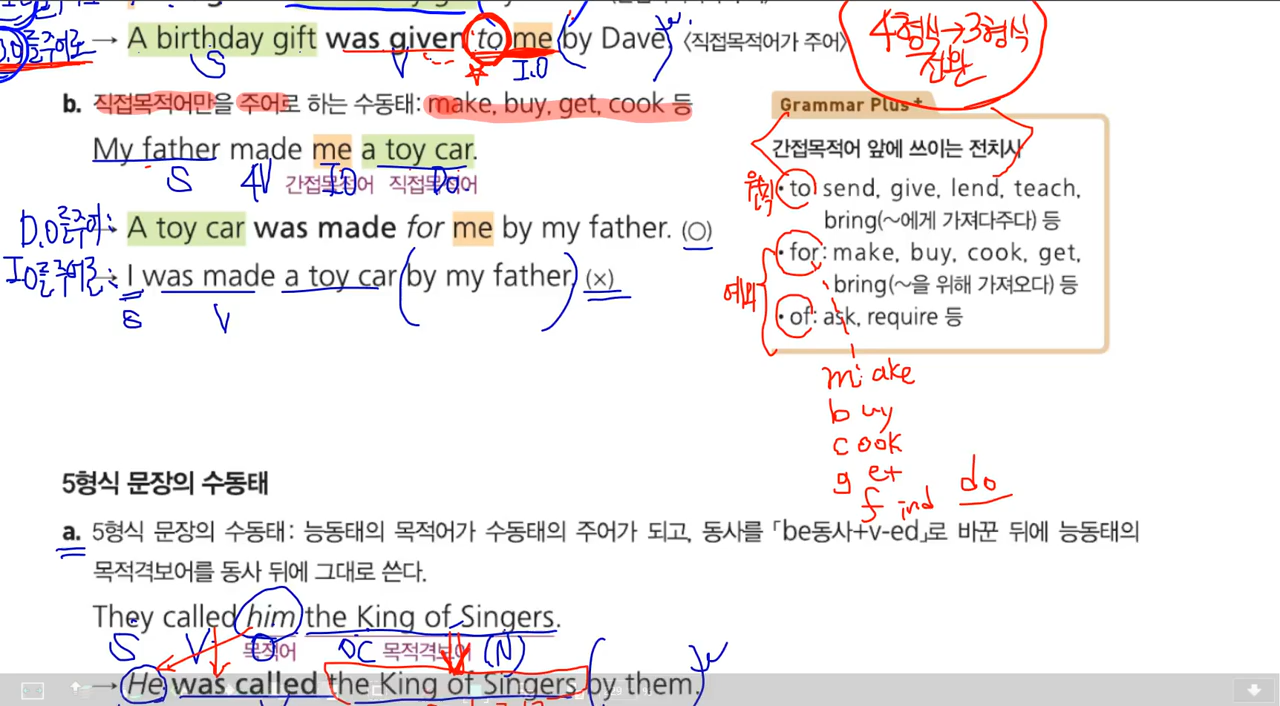 → A birthday gift was given to me by Dave 〈직접목적어가 주어〉
S V I.O
4형식→3형식
전환
b. 직접목적어만을 주어로 하는 수동태: make, buy, get, cook 등
My father made me a toy car.
S 4V 간접목적어 IO 직접목적어 D.O
D.O를 주어: A toy car was made for me by my father. (○)
IO를 주어로: → I was made a toy car (by my father) (×)
S V
Grammar Plus+
간접목적어 앞에 쓰이는 전치사
원칙 • to send, give, lend, teach,
bring(~에게 가져다주다) 등
예외 • for: make, buy, cook, get,
bring(~을 위해 가져오다) 등
• of: ask, require 등
make
buy
cook
get
find do
5형식 문장의 수동태
a. 5형식 문장의 수동태: 능동태의 목적어가 수동태의 주어가 되고, 동사를 「be동사+v-ed」로 바꾼 뒤에 능동태의
목적격보어를 동사 뒤에 그대로 쓴다.
They called him the King of Singers.
S V O 목적어 OC 목적격보어 (N)
→ He was called the King of Singers by them.